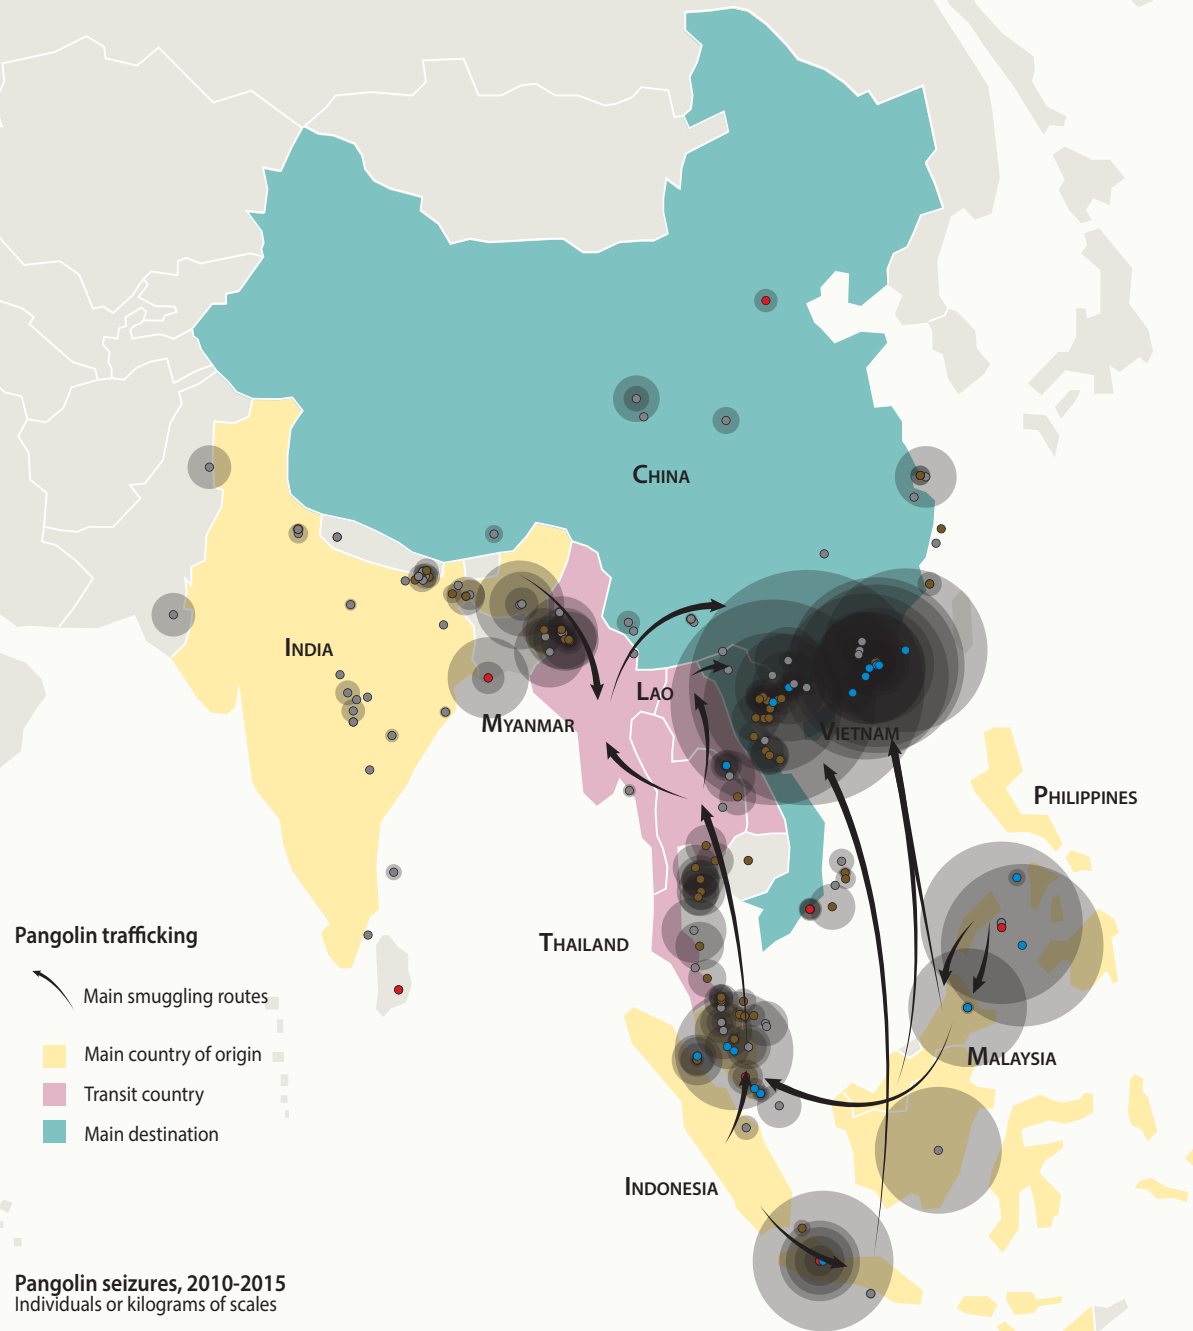 China
India
Lao
Myanmar
Vietnam
Philippines
Thailand
Malaysia
Indonesia
Pangolin trafficking
Main smuggling routes
Main country of origin
Transit country
Main destination
Pangolin seizures, 2010-2015
Individuals or kilograms of scales